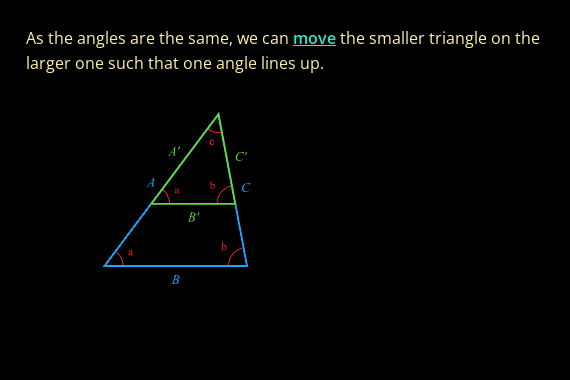 As the angles are the same, we can move the smaller triangle on the
larger one such that one angle lines up.
c
A'
C'
A
a
b
C
B'
b
a
B